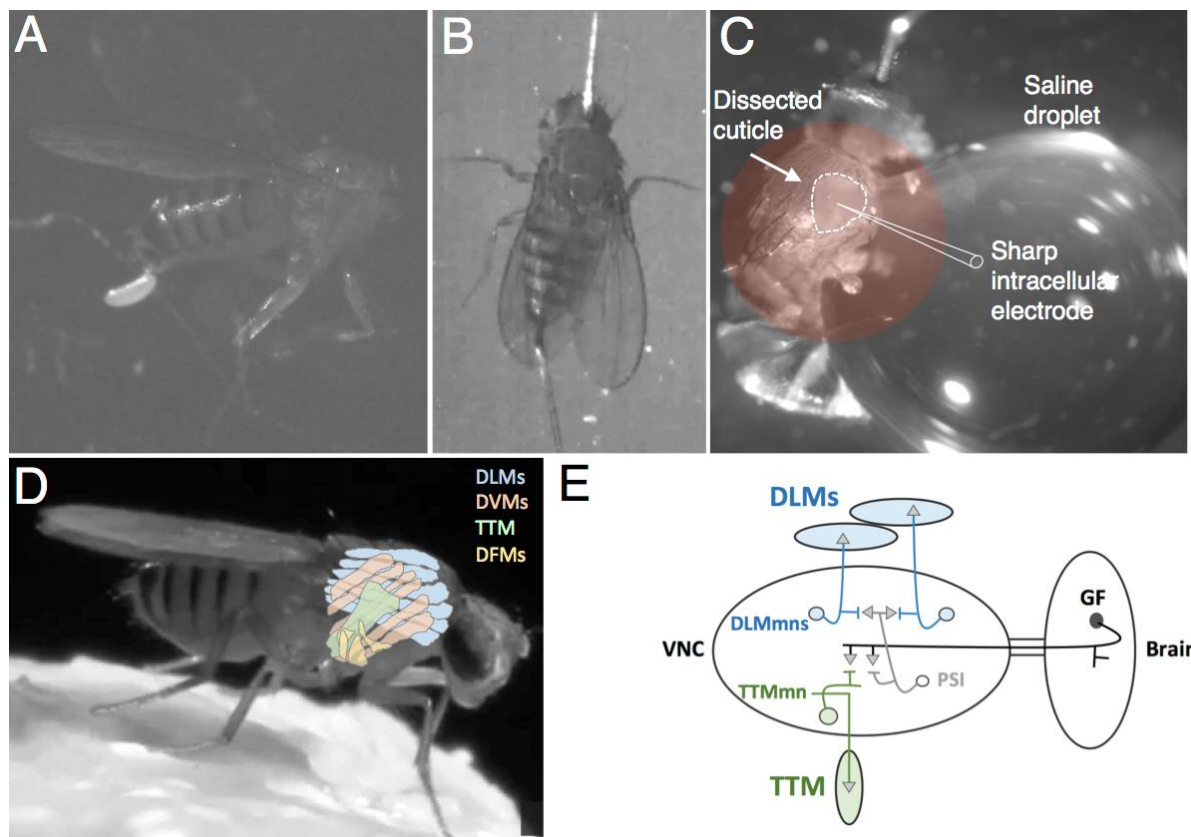 A
B
C
Dissected
cuticle
Saline
droplet
Sharp
intracellular
electrode
D
DLMs
DVMs
TTM
DFMs
E
DLMs
DLMmns
VNC
GF
Brain
PSI
TTMmn
TTM